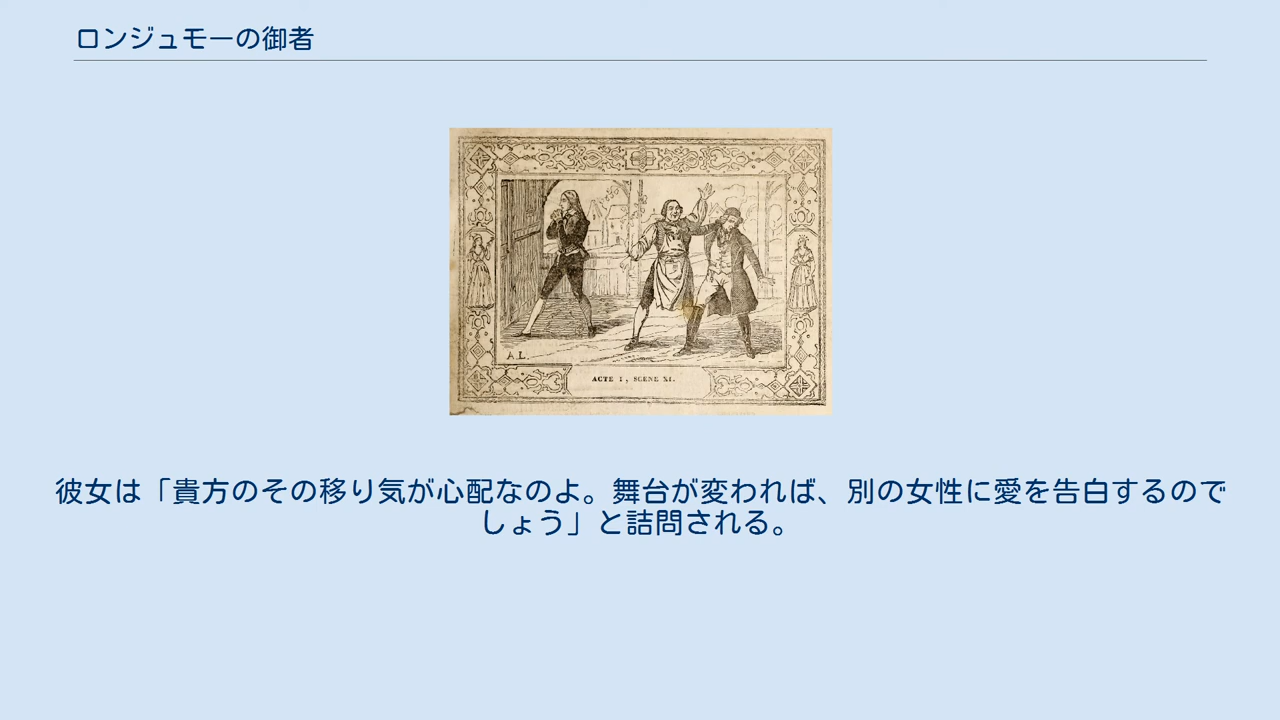 ロンジュモーの御者
A.L.
ACTE I, SCÈNE XI.
彼女は「貴方のその移り気が心配なのよ。舞台が変われば、別の女性に愛を告白するので
しょう」と詰問される。